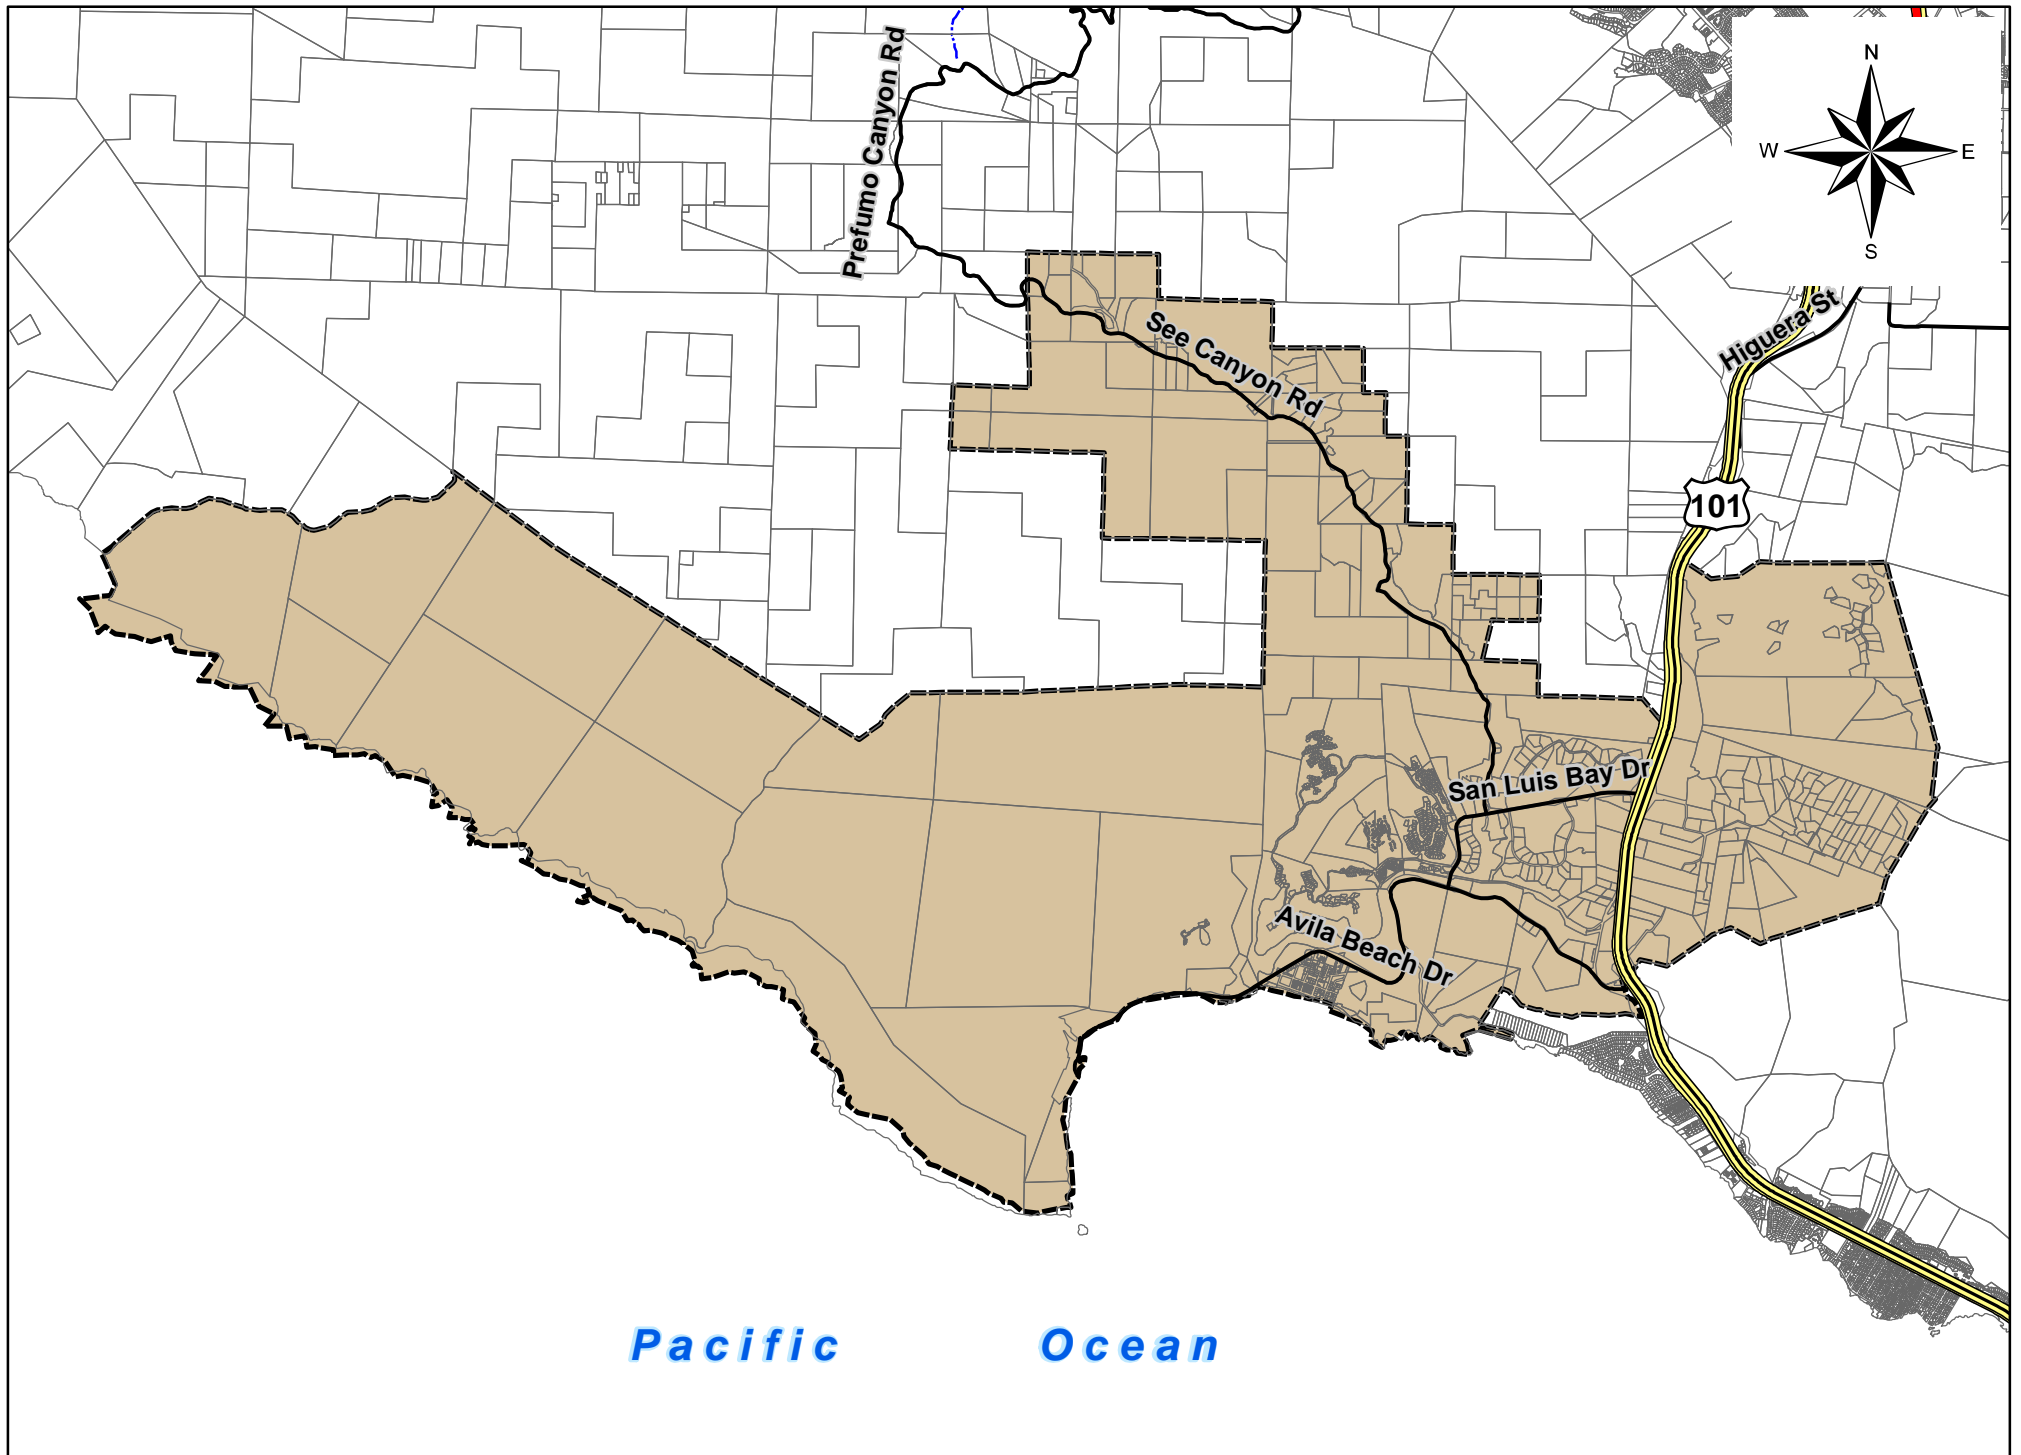 N
W
E
S
Prefumo Canyon Rd
See Canyon Rd
Higuera St
101
San Luis Bay Dr
Avila Beach Dr
Pacific Ocean